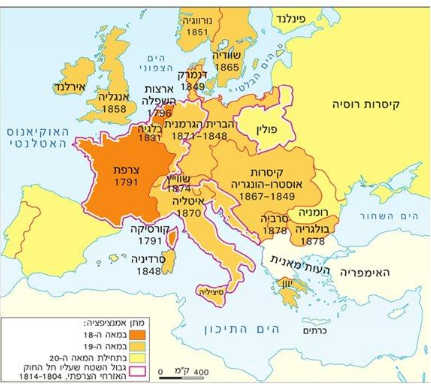 נורווגיה
1851
פינלנד
שוודיה
1865
הים
הצפוני
הים הבלטי
דנמרק
1849
אירלנד
אנגליה
1858
ארצות
השפלה
1796
קיסרות רוסיה
האוקיאנוס
האטלנטי
בלגיה
1831
הברית הגרמנית
1871–1848
פולין
צרפת
1791
שווייץ
1874
קיסרות
אוסטרו-הונגריה
1867–1849
איטליה
1870
רומניה
הים השחור
סרביה
1878
בולגריה
1878
קורסיקה
1791
סרדיניה
1848
האימפריה
העות'מאנית
יוון
סיציליה
הים התיכון
כרתים
מתן אמנציפציה:
במאה ה-18
במאה ה-19
בתחילת המאה ה-20
גבול השטח שעליו חל החוק
האזרחי הצרפתי, 1804-1814
0 ק"מ 400